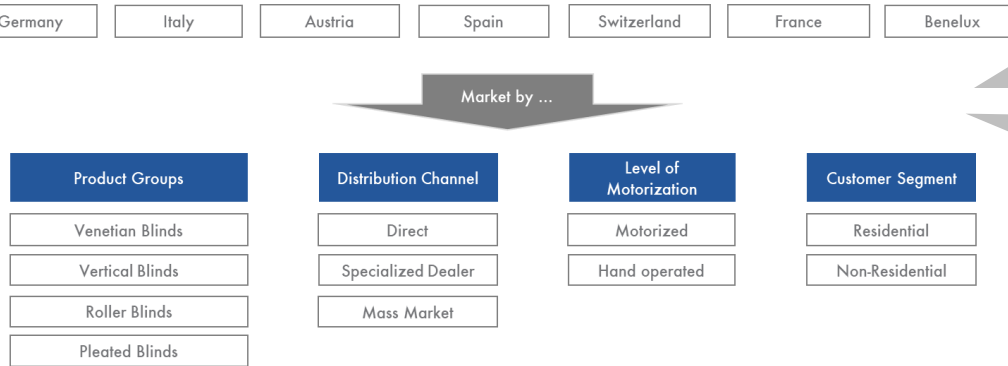 Germany
Italy
Austria
Spain
Switzerland
France
Benelux
Market by ...
Product Groups
Venetian Blinds
Vertical Blinds
Roller Blinds
Pleated Blinds
Distribution Channel
Direct
Specialized Dealer
Mass Market
Level of
Motorization
Motorized
Hand operated
Customer Segment
Residential
Non-Residential